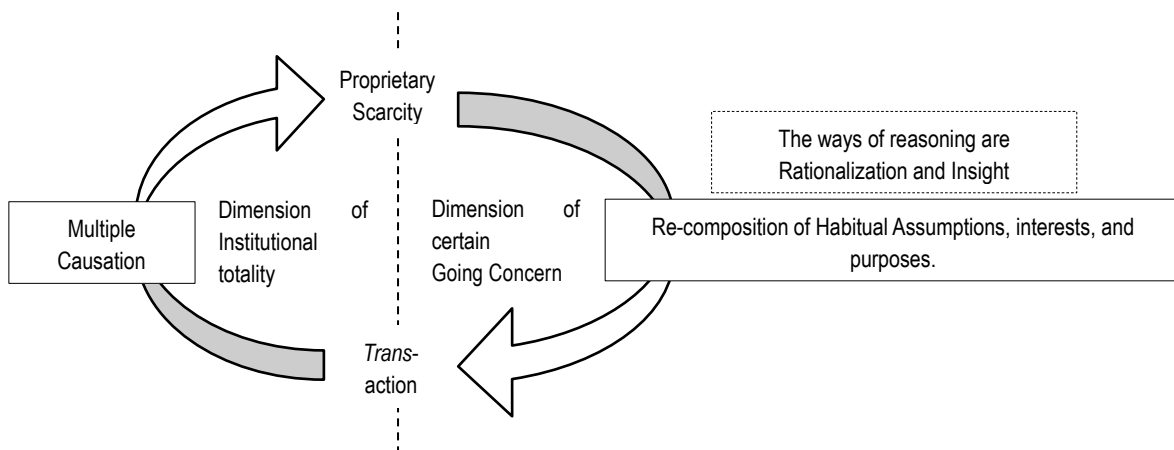 Proprietary
Scarcity
The ways of reasoning are
Rationalization and Insight
Multiple
Causation
Dimension of
Institutional
totality
Dimension of
certain
Going Concern
Re-composition of Habitual Assumptions, interests, and
purposes.
Trans-
action